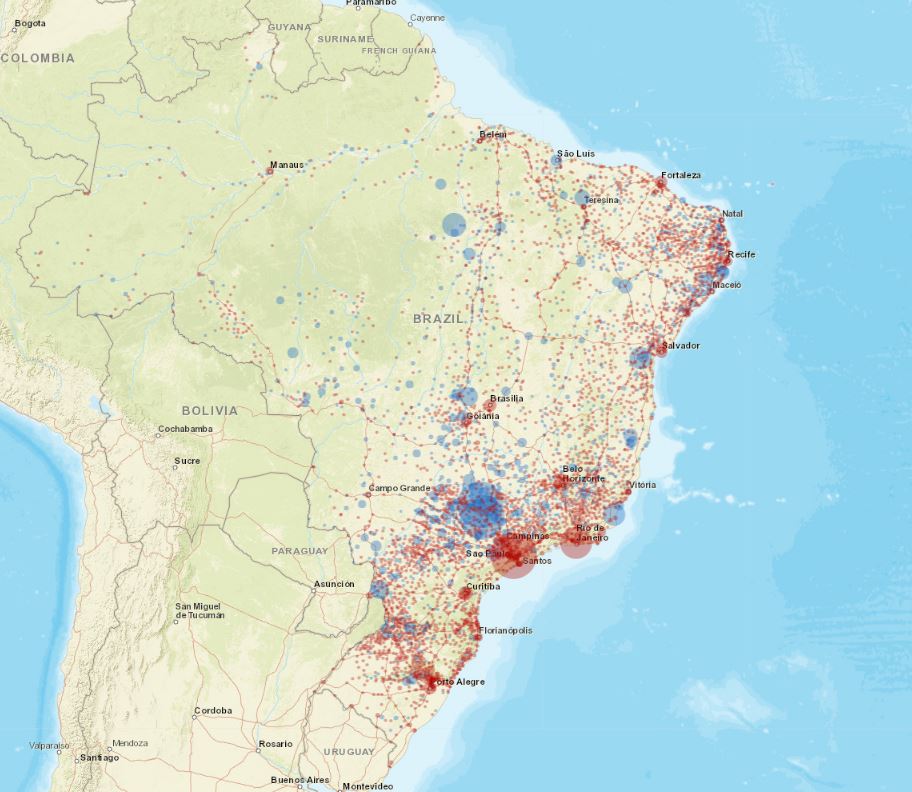 Paramaribo
Cayenne
Bogota
GUYANA
SURINAME
FRENCH GUIANA
COLOMBIA
Belém
São Luís
Manaus
Fortaleza
Teresina
Natal
Recife
Maceió
BRAZIL
Salvador
Brasilia
BOLIVIA
Goiânia
Cochabamba
Sucre
Belo
Horizonte
Campo Grande
Vitória
Rio de
Janeiro
Campinas
PARAGUAY
Sao Paulo
Santos
Asunción
Curitiba
San Miguel
de Tucumán
Florianópolis
Porto Alegre
Cordoba
Mendoza
Valparaíso
Rosario
URUGUAY
Santiago
Buenos Aires
Montevideo